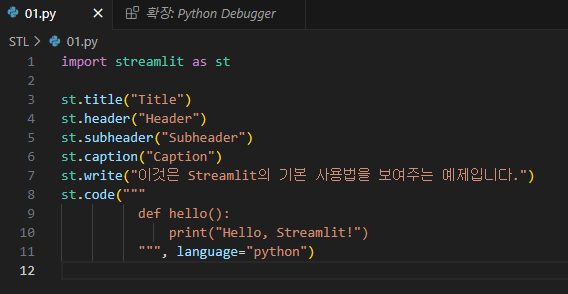 01.py × 확장: Python Debugger
STL > 01.py
1 import streamlit as st
2
3 st.title("Title")
4 st.header("Header")
5 st.subheader("Subheader")
6 st.caption("Caption")
7 st.write("이것은 Streamlit의 기본 사용법을 보여주는 예제입니다.")
8 st.code("""
9 def hello():
10 print("Hello, Streamlit!")
11 """, language="python")
12